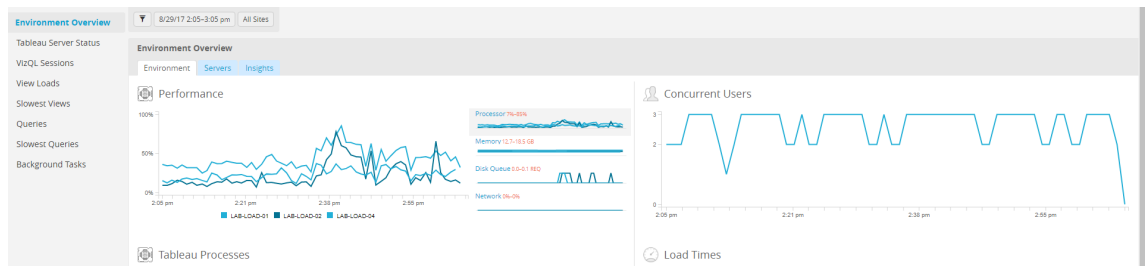 Environment Overview
Tableau Server Status
VizQL Sessions
View Loads
Slowest Views
Queries
Slowest Queries
Background Tasks
8/29/17 2:05–3:05 pm All Sites
Environment Overview
Environment Servers Insights
Performance
100%
50%
0%
2:05 pm 2:21 pm 2:38 pm 2:55 pm
LAB-LOAD-01 LAB-LOAD-02 LAB-LOAD-04
Processor 7%–85%
Memory 12.7–18.5 GB
Disk Queue 0.0–0.1 REQ
Network 0%–0%
Concurrent Users
3
2
0
2:05 pm 2:21 pm 2:38 pm 2:55 pm
Tableau Processes
Load Times